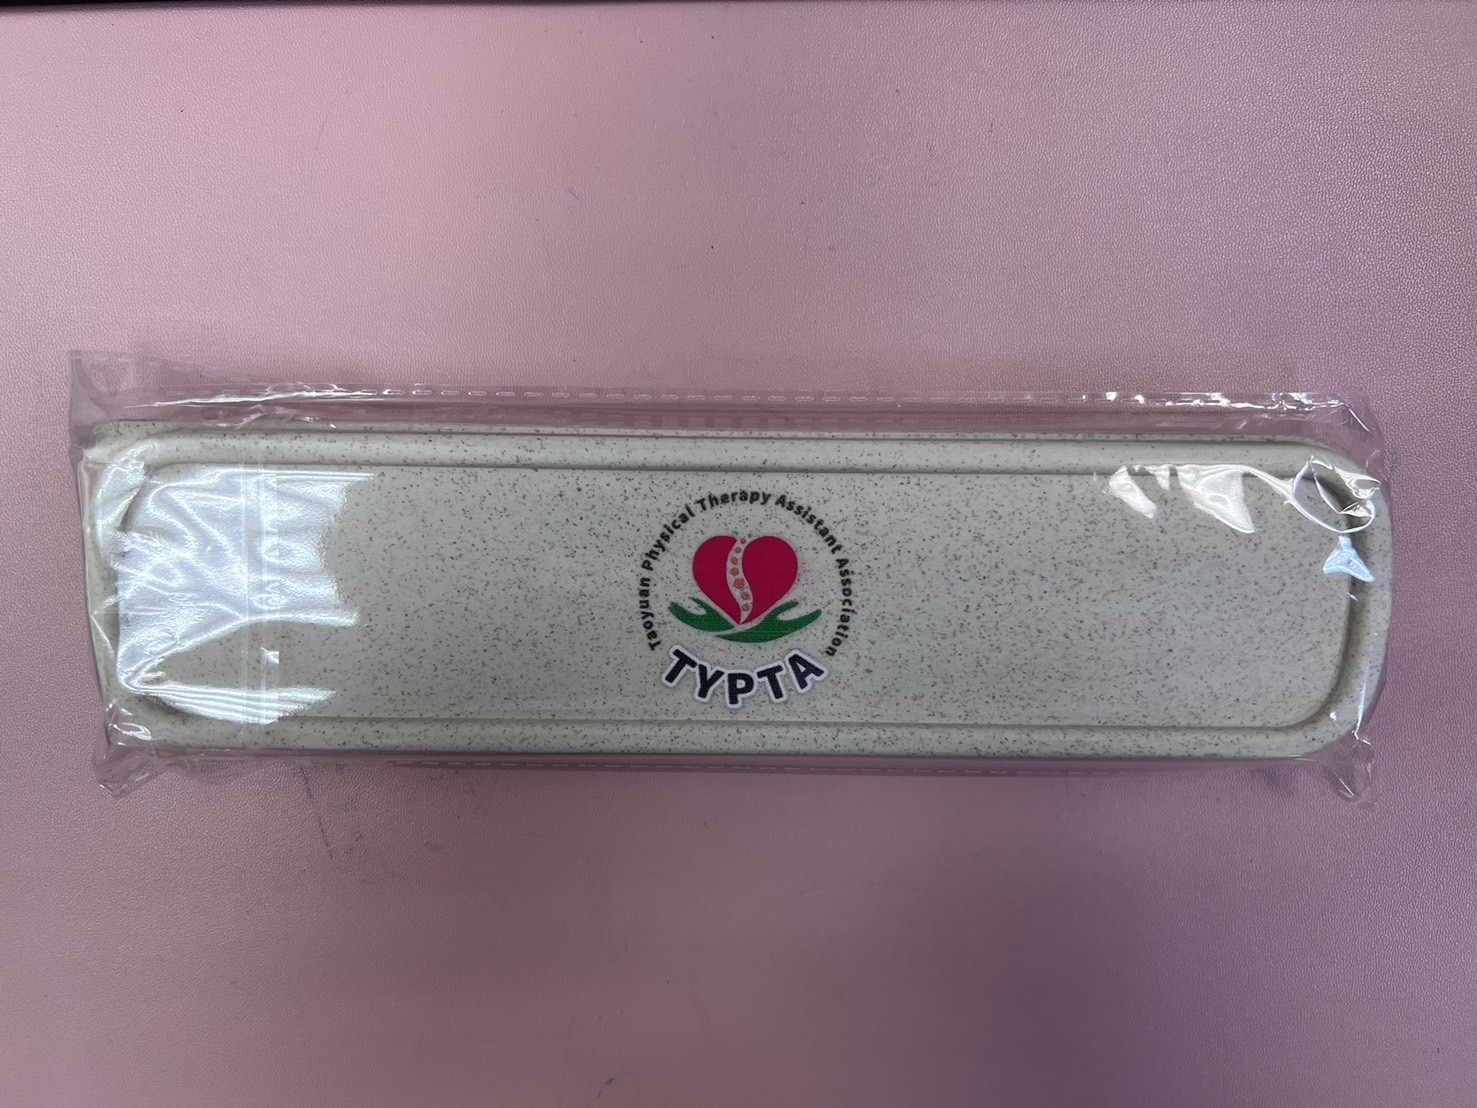 Taoyuan Physical Therapy Assistant Association
TYPTA